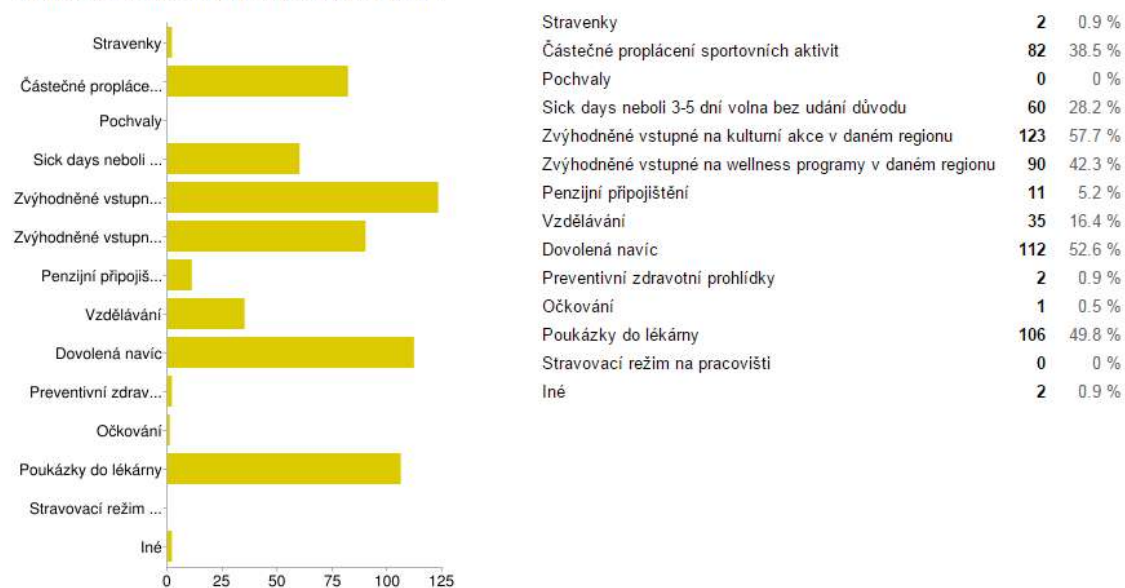 Stravenky
Částečné propláce...
Pochvaly
Sick days neboli ...
Zvýhodněné vstupn...
Zvýhodněné vstupn...
Penzijní připojiš...
Vzdělávání
Dovolená navíc
Preventivní zdrav...
Očkování
Poukázky do lékárny
Stravovací režim ...
Iné
0 25 50 75 100 125
Stravenky 2 0.9 %
Částečné proplácení sportovních aktivit 82 38.5 %
Pochvaly 0 0 %
Sick days neboli 3-5 dní volna bez udání důvodu 60 28.2 %
Zvýhodněné vstupné na kulturní akce v daném regionu 123 57.7 %
Zvýhodněné vstupné na wellness programy v daném regionu 90 42.3 %
Penzijní připojištění 11 5.2 %
Vzdělávání 35 16.4 %
Dovolená navíc 112 52.6 %
Preventivní zdravotní prohlídky 2 0.9 %
Očkování 1 0.5 %
Poukázky do lékárny 106 49.8 %
Stravovací režim na pracovišti 0 0 %
Iné 2 0.9 %